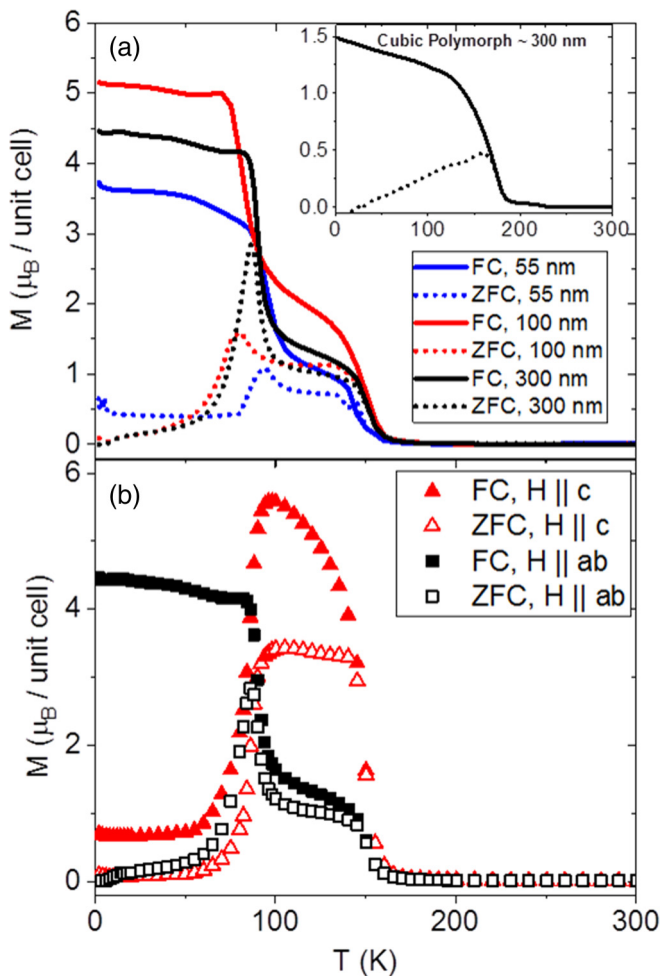 (a)
Cubic Polymorph ~ 300 nm
1.5
1.0
0.5
0.0
0 100 200 300
6
5
4
3
2
1
0
M (μB / unit cell)
FC, 55 nm
ZFC, 55 nm
FC, 100 nm
ZFC, 100 nm
FC, 300 nm
ZFC, 300 nm
(b)
FC, H || c
ZFC, H || c
FC, H || ab
ZFC, H || ab
6
4
2
0
M (μB / unit cell)
0 100 200 300
T (K)